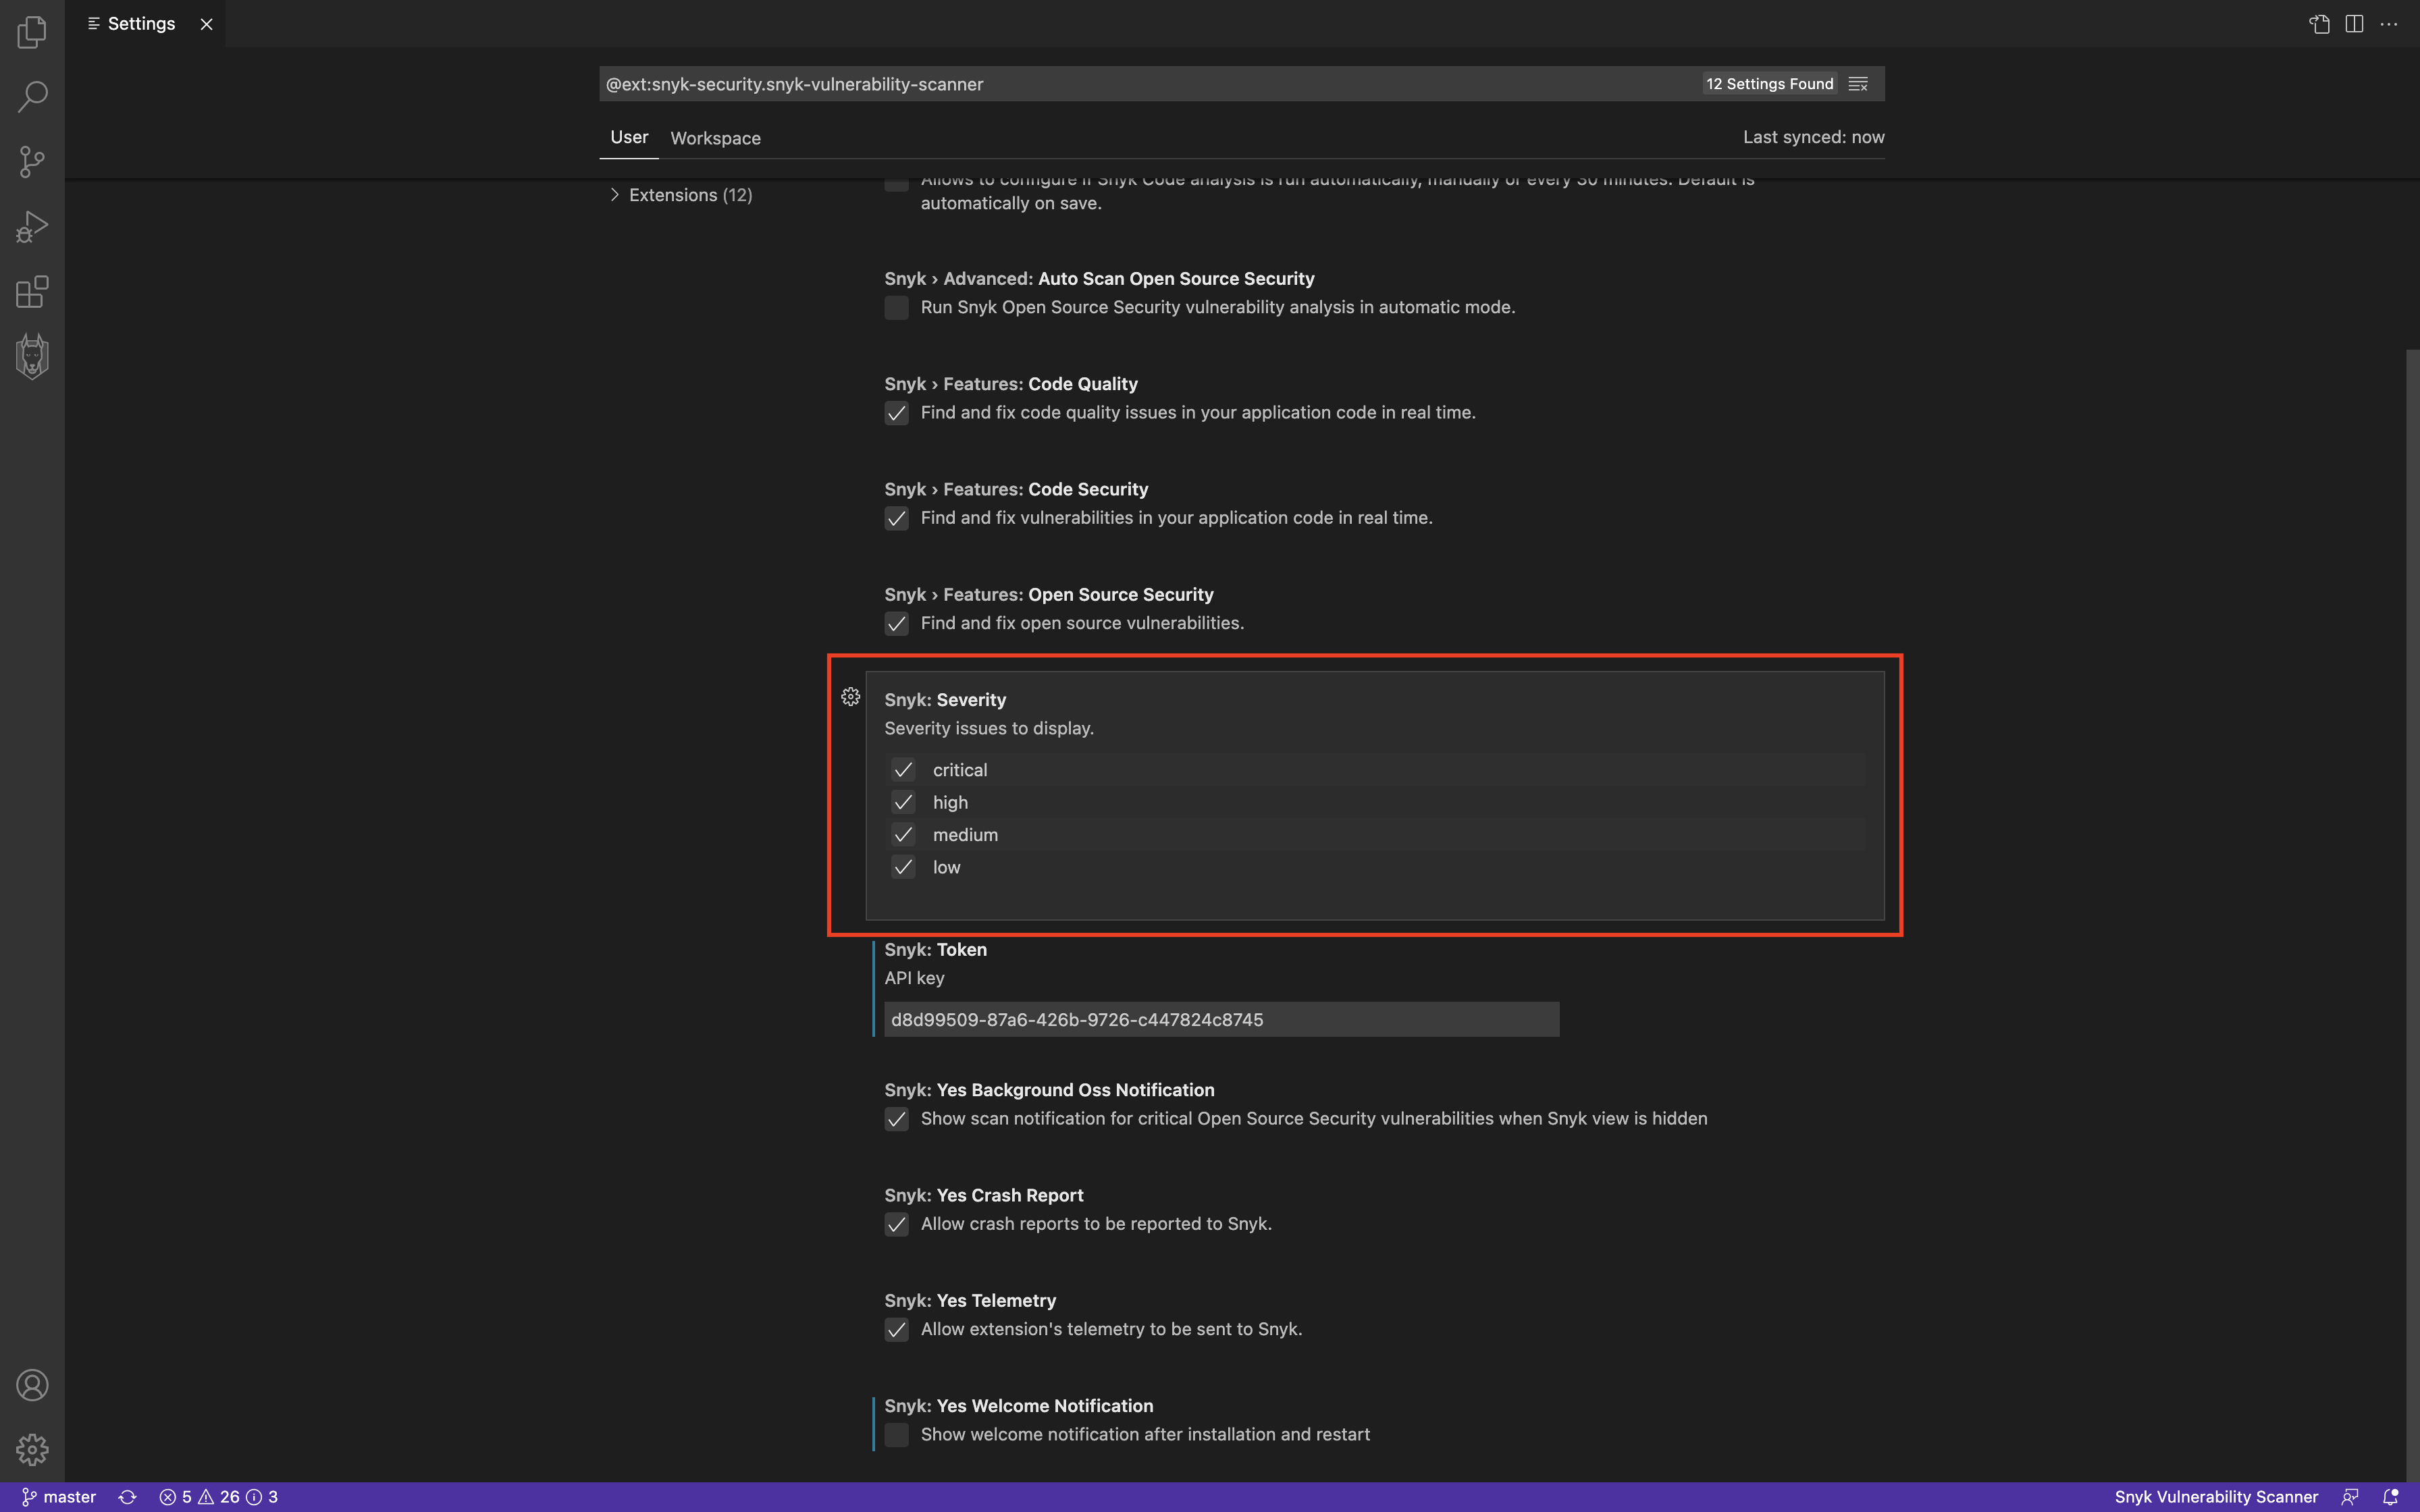 Settings
@ext:snyk-security.snyk-vulnerability-scanner
12 Settings Found
User
Workspace
Last synced: now
Extensions (12)
Allows to configure if Snyk Code analysis is run automatically, manually or every 30 minutes. Default is
automatically on save.
Snyk › Advanced: Auto Scan Open Source Security
Run Snyk Open Source Security vulnerability analysis in automatic mode.
Snyk › Features: Code Quality
Find and fix code quality issues in your application code in real time.
Snyk › Features: Code Security
Find and fix vulnerabilities in your application code in real time.
Snyk › Features: Open Source Security
Find and fix open source vulnerabilities.
Snyk: Severity
Severity issues to display.
critical
high
medium
low
Snyk: Token
API key
d8d99509-87a6-426b-9726-c447824c8745
Snyk: Yes Background Oss Notification
Show scan notification for critical Open Source Security vulnerabilities when Snyk view is hidden
Snyk: Yes Crash Report
Allow crash reports to be reported to Snyk.
Snyk: Yes Telemetry
Allow extension's telemetry to be sent to Snyk.
Snyk: Yes Welcome Notification
Show welcome notification after installation and restart
master
5 26 3
Snyk Vulnerability Scanner